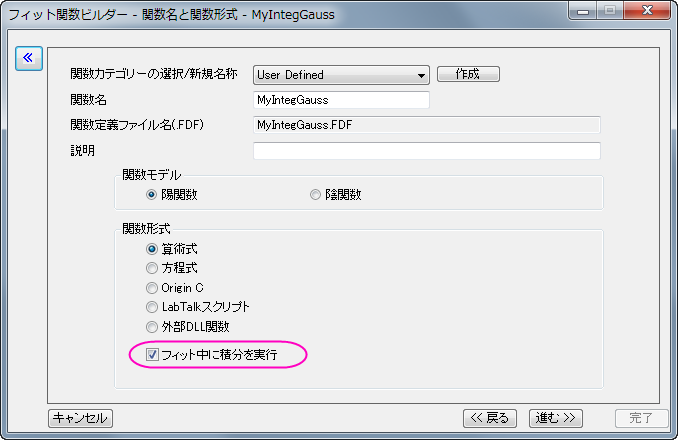 フィット関数ビルダー - 関数名と関数形式 - MyIntegGauss
関数カテゴリーの選択/新規名称 User Defined 作成
関数名 MyIntegGauss
関数定義ファイル名(.FDF) MyIntegGauss.FDF
説明
関数モデル
陽関数 陰関数
関数形式
算術式
方程式
Origin C
LabTalkスクリプト
外部DLL関数
フィット中に積分を実行
キャンセル << 戻る 進む >> 完了